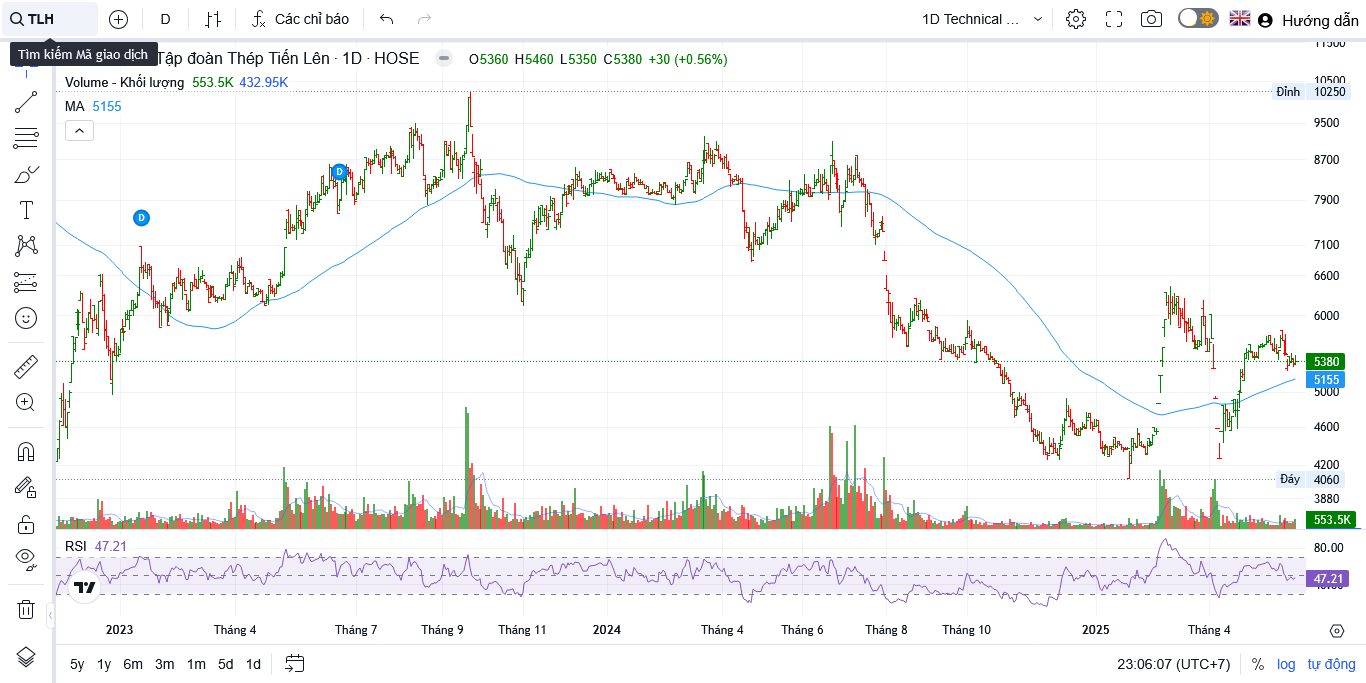 TLH
D
Các chỉ báo
1D Technical ...
Hướng dẫn
Tìm kiếm Mã giao dịch
Tập đoàn Thép Tiến Lên · 1D · HOSE
O5360 H5460 L5350 C5380 +30 (+0.56%)
Volume - Khối lượng 553.5K 432.95K
MA 5155
11500
10500
Đỉnh 10250
9500
8700
7900
7100
6600
6000
5380
5155
5000
4600
4200
Đáy 4060
3880
553.5K
D
D
RSI 47.21
80.00
47.21
2023
Tháng 4
Tháng 7
Tháng 9
Tháng 11
2024
Tháng 4
Tháng 6
Tháng 8
Tháng 10
2025
Tháng 4
5y 1y 6m 3m 1m 5d 1d
23:06:07 (UTC+7)
% log tự động